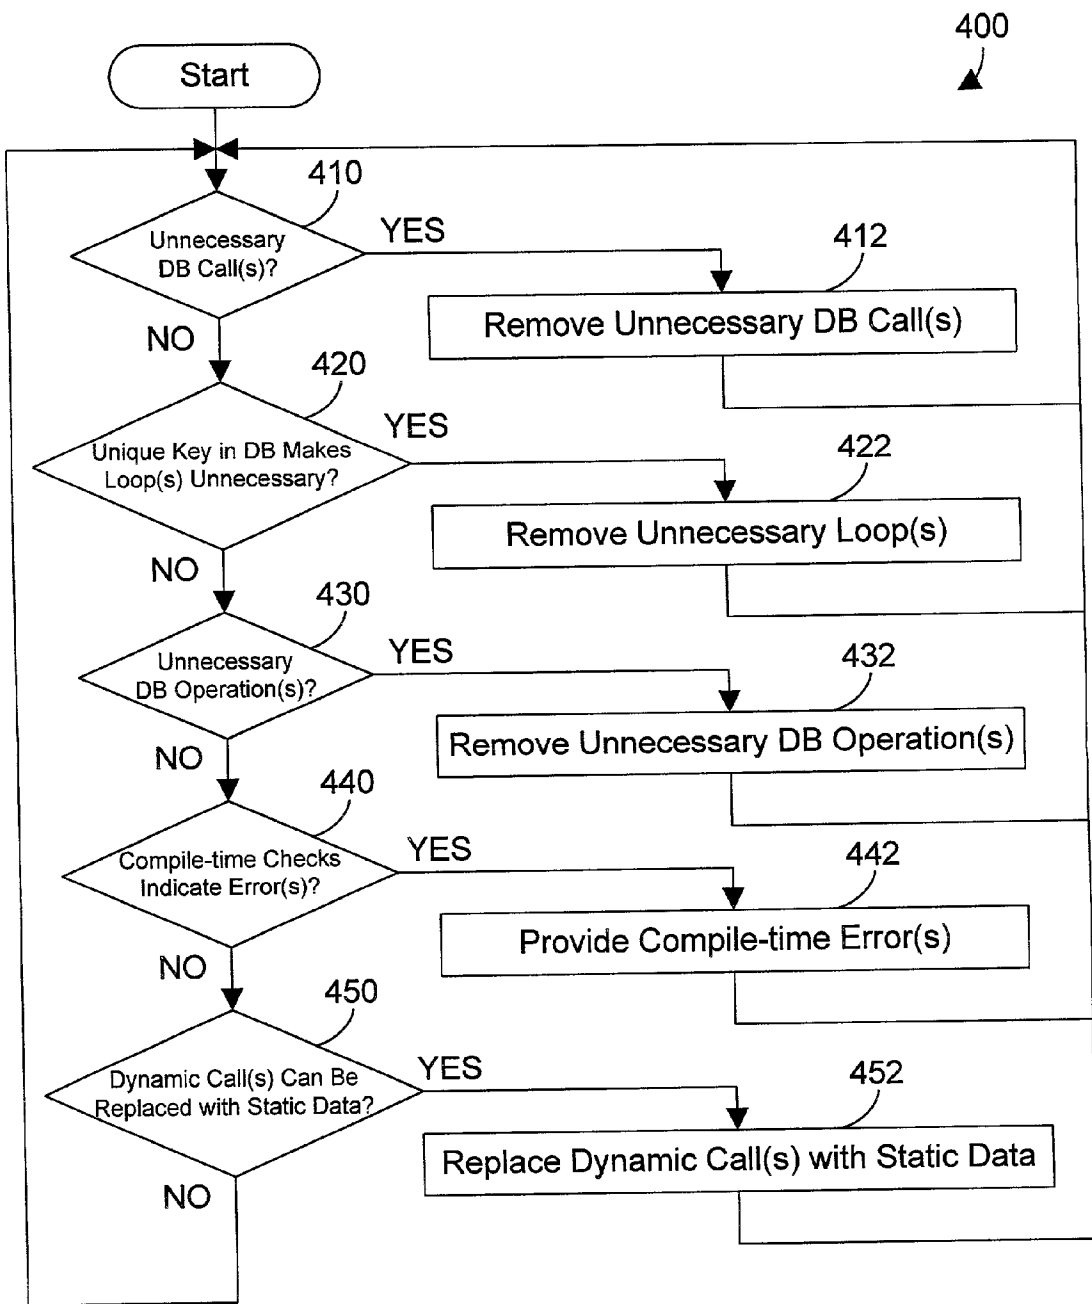 400
Start
410
Unnecessary
DB Call(s)?
YES
412
Remove Unnecessary DB Call(s)
NO
420
Unique Key in DB Makes
Loop(s) Unnecessary?
YES
422
Remove Unnecessary Loop(s)
NO
430
Unnecessary
DB Operation(s)?
YES
432
Remove Unnecessary DB Operation(s)
NO
440
Compile-time Checks
Indicate Error(s)?
YES
442
Provide Compile-time Error(s)
NO
450
Dynamic Call(s) Can Be
Replaced with Static Data?
YES
452
Replace Dynamic Call(s) with Static Data
NO